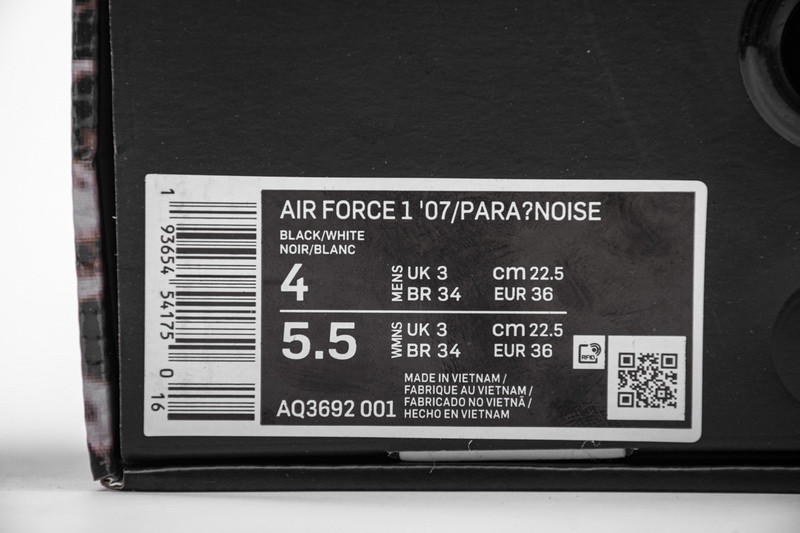 AIR FORCE 1 '07/PARA?NOISE
BLACK/WHITE
NOIR/BLANC
4 MENS UK 3 cm 22.5
BR 34 EUR 36
5.5 WMNS UK 3 cm 22.5
BR 34 EUR 36
RFID
MADE IN VIETNAM /
FABRIQUE AU VIETNAM /
FABRICADO NO VIETNÃ /
HECHO EN VIETNAM
AQ3692 001
1 93654 54175 0 16